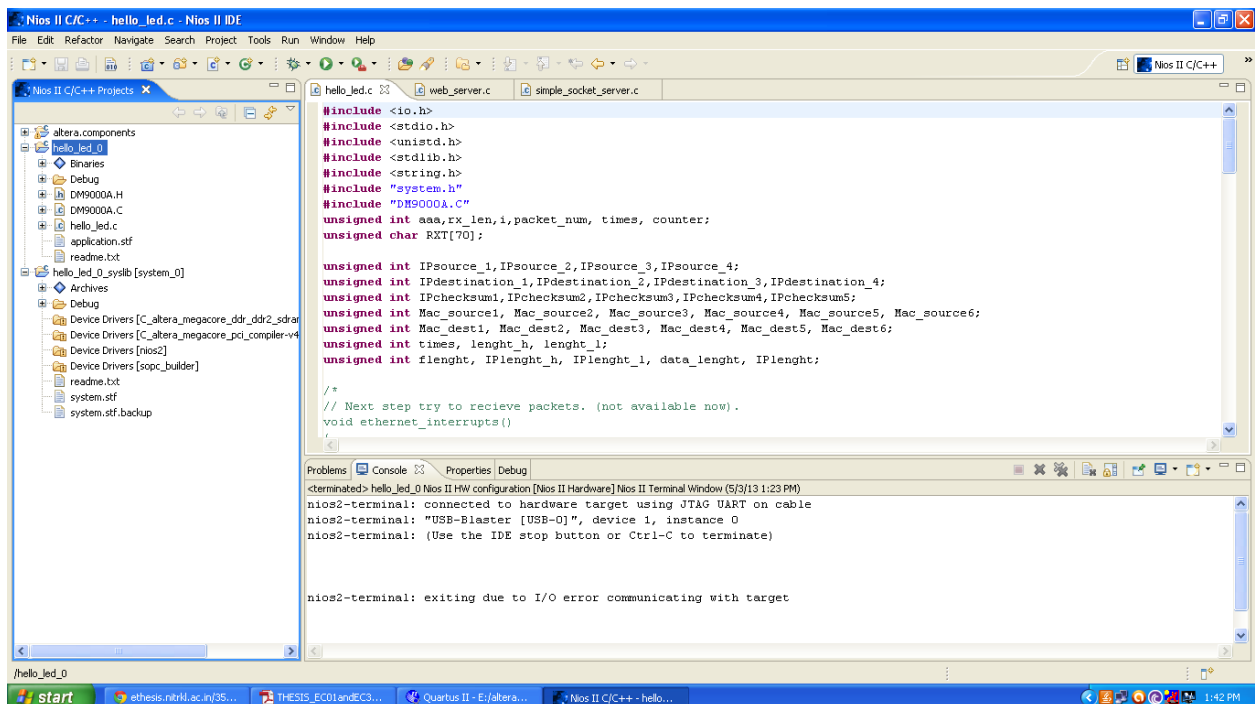 Nios II C/C++ - hello_led.c - Nios II IDE
File Edit Refactor Navigate Search Project Tools Run Window Help
Nios II C/C++
»
Nios II C/C++ Projects
altera.components
hello_led_0
Binaries
Debug
DM9000A.H
DM9000A.C
hello_led.c
application.stf
readme.txt
hello_led_0_syslib [system_0]
Archives
Debug
Device Drivers [C_altera_megacore_ddr_ddr2_sdrar
Device Drivers [C_altera_megacore_pci_compiler-v4
Device Drivers [nios2]
Device Drivers [sopc_builder]
readme.txt
system.stf
system.stf.backup
hello_led.c web_server.c simple_socket_server.c
#include <io.h>
#include <stdio.h>
#include <unistd.h>
#include <stdlib.h>
#include <string.h>
#include "system.h"
#include "DM9000A.C"
unsigned int aaa,rx_len,i,packet_num, times, counter;
unsigned char RXT[70];
unsigned int IPsource_1,IPsource_2,IPsource_3,IPsource_4;
unsigned int IPdestination_1,IPdestination_2,IPdestination_3,IPdestination_4;
unsigned int IPchecksum1,IPchecksum2,IPchecksum3,IPchecksum4,IPchecksum5;
unsigned int Mac_source1, Mac_source2, Mac_source3, Mac_source4, Mac_source5, Mac_source6;
unsigned int Mac_dest1, Mac_dest2, Mac_dest3, Mac_dest4, Mac_dest5, Mac_dest6;
unsigned int times, lenght_h, lenght_l;
unsigned int flenght, IPlenght_h, IPlenght_l, data_lenght, IPlenght;
/*
// Next step try to recieve packets. (not available now).
void ethernet_interrupts()
Problems Console Properties Debug
<terminated> hello_led_0 Nios II HW configuration [Nios II Hardware] Nios II Terminal Window (5/3/13 1:23 PM)
nios2-terminal: connected to hardware target using JTAG UART on cable
nios2-terminal: "USB-Blaster [USB-0]", device 1, instance 0
nios2-terminal: (Use the IDE stop button or Ctrl-C to terminate)
nios2-terminal: exiting due to I/O error communicating with target
/hello_led_0
start ethesis.nitrkl.ac.in/35... THESIS_EC01andEC3... Quartus II - E:/altera... Nios II C/C++ - hello... 1:42 PM